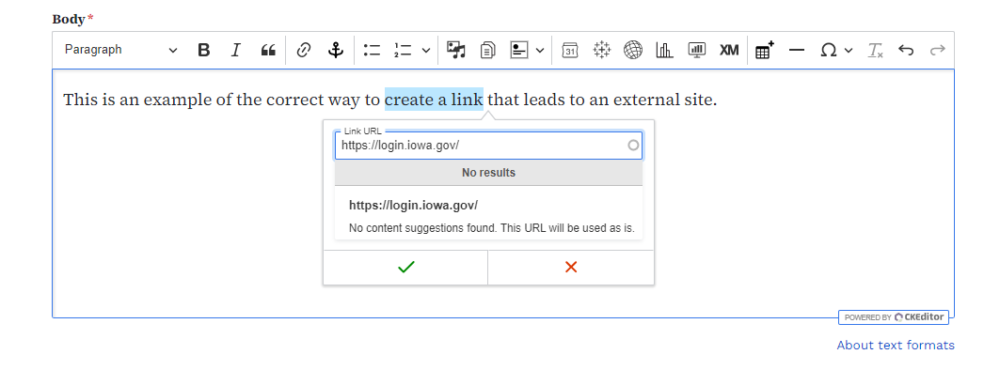 Body*
Paragraph B I 31 XM Ω Tx
This is an example of the correct way to create a link that leads to an external site.
Link URL
https://login.iowa.gov/
No results
https://login.iowa.gov/
No content suggestions found. This URL will be used as is.
POWERED BY CKEditor
About text formats